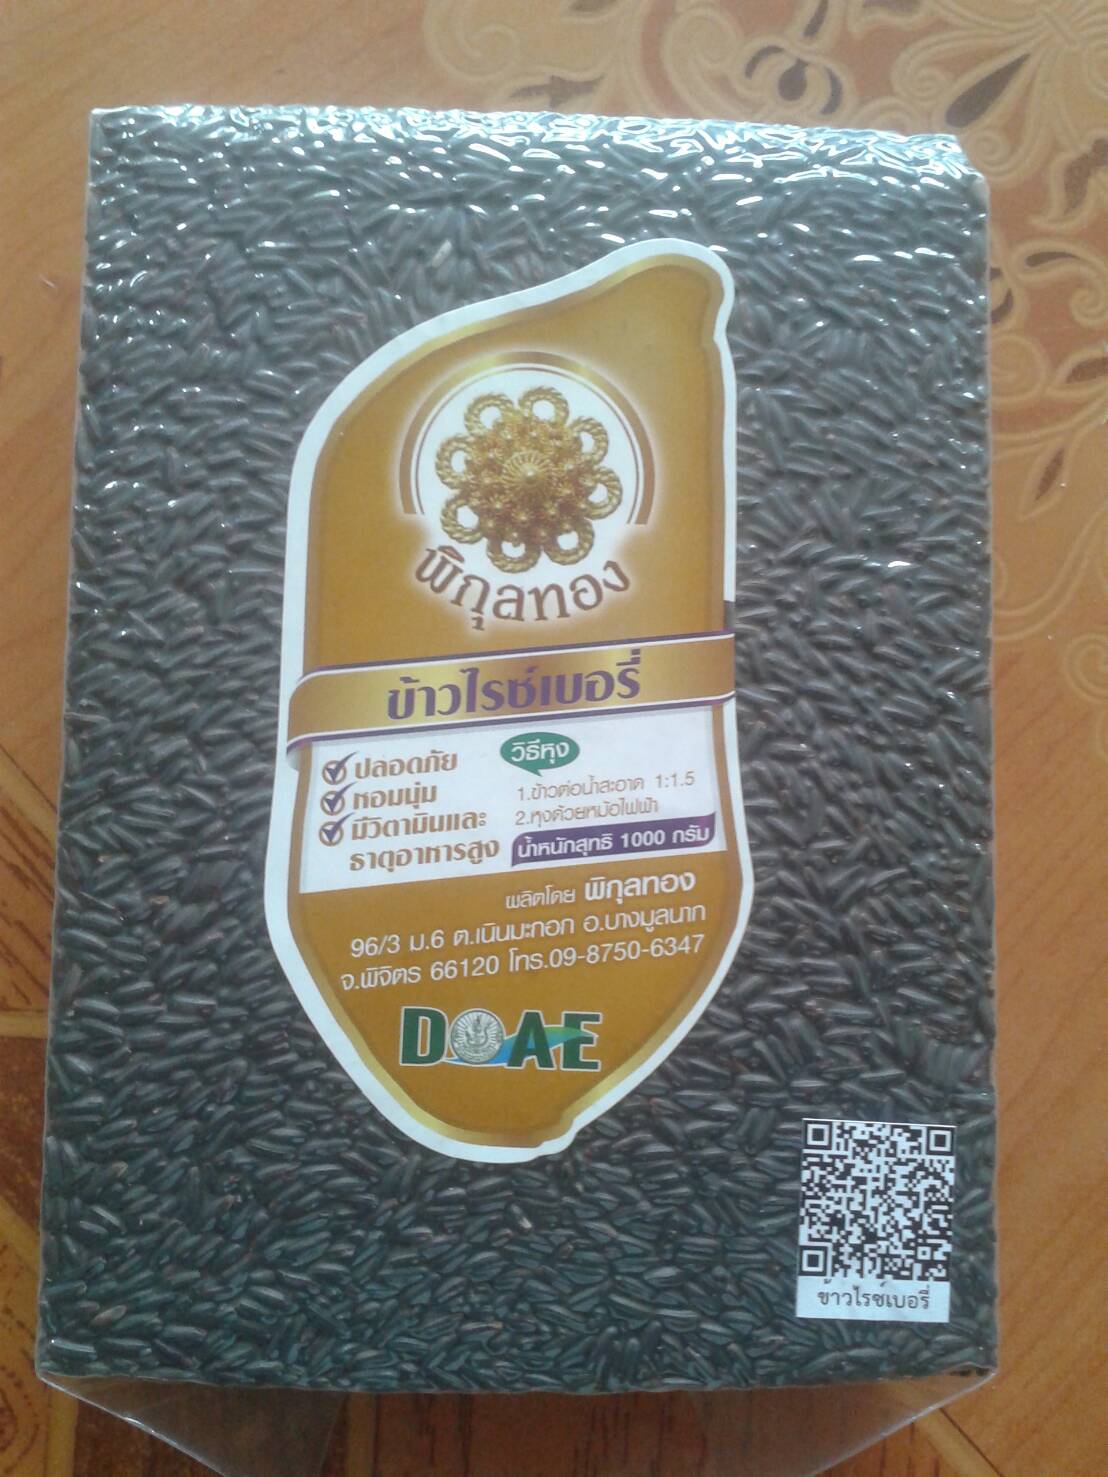 พิกุลทอง
ข้าวไรซ์เบอรี่
ปลอดภัย
หอมนุ่ม
มีวิตามินและ
ธาตุอาหารสูง
วิธีหุง
1.ข้าวต่อน้ำสะอาด 1:1.5
2.หุงด้วยหม้อไฟฟ้า
น้ำหนักสุทธิ 1000 กรัม
ผลิตโดย พิกุลทอง
96/3 ม.6 ต.เนินมะกอก อ.บางมูลนาก
จ.พิจิตร 66120 โทร.09-8750-6347
DOAE
ข้าวไรซ์เบอรี่